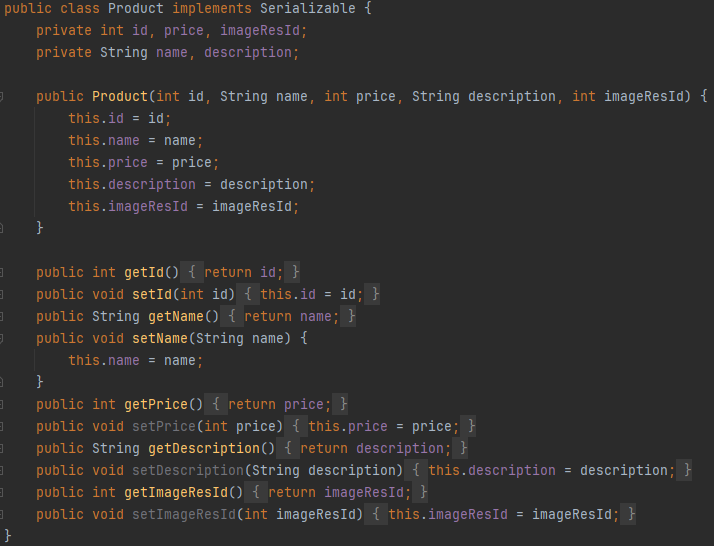 public class Product implements Serializable {
    private int id, price, imageResId;
    private String name, description;

    public Product(int id, String name, int price, String description, int imageResId) {
        this.id = id;
        this.name = name;
        this.price = price;
        this.description = description;
        this.imageResId = imageResId;
    }

    public int getId() { return id; }
    public void setId(int id) { this.id = id; }
    public String getName() { return name; }
    public void setName(String name) {
        this.name = name;
    }
    public int getPrice() { return price; }
    public void setPrice(int price) { this.price = price; }
    public String getDescription() { return description; }
    public void setDescription(String description) { this.description = description; }
    public int getImageResId() { return imageResId; }
    public void setImageResId(int imageResId) { this.imageResId = imageResId; }
}